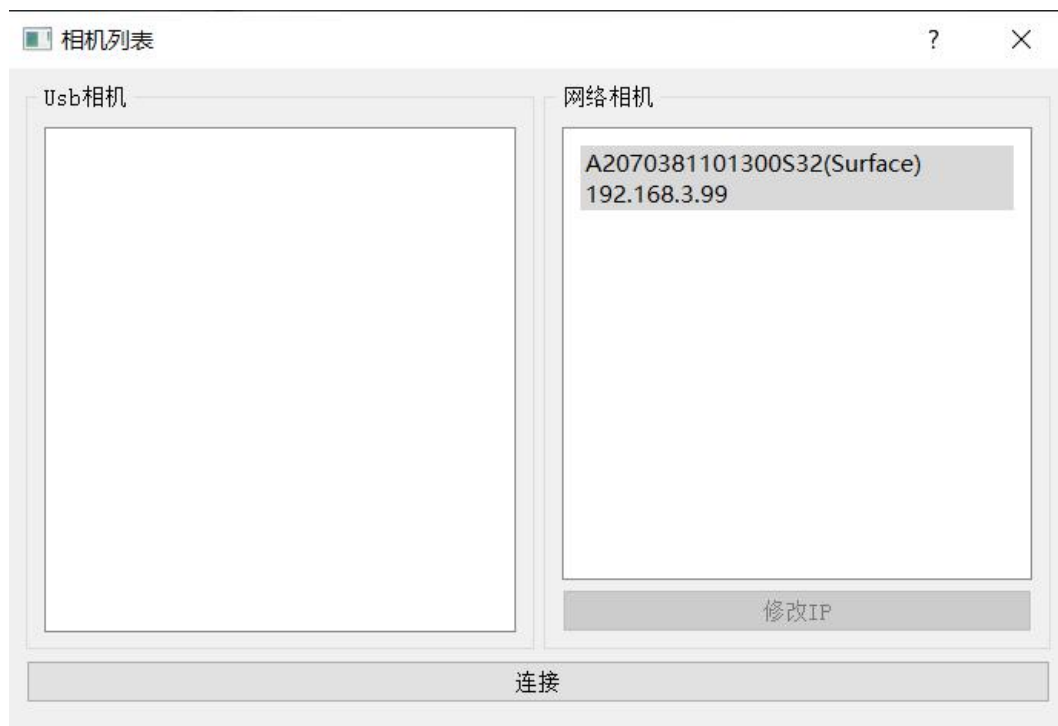 相机列表
?
Usb相机
网络相机
A2070381101300S32(Surface)
192.168.3.99
修改IP
连接